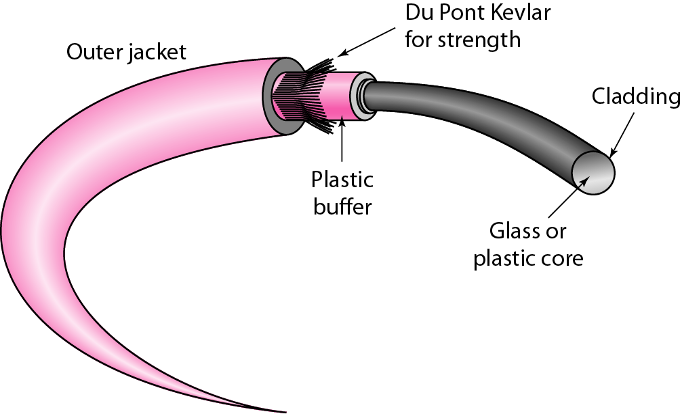 Du Pont Kevlar
for strength
Outer jacket
Cladding
Plastic
buffer
Glass or
plastic core